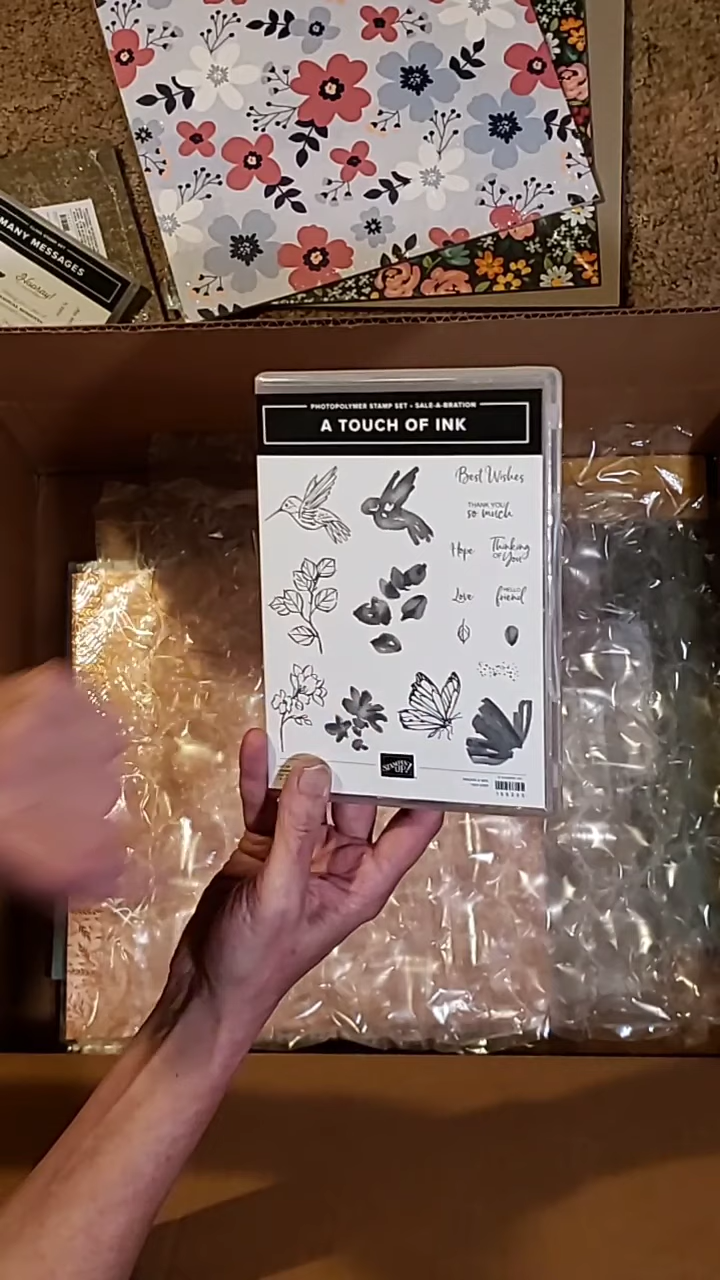 MANY MESSAGES
Hooray!
PHOTOPOLYMER STAMP SET • SALE-A-BRATION
A TOUCH OF INK
Best Wishes
THANK YOU
so much
Hope
Thinking
OF You
Love
HELLO
friend
STAMPIN' UP!